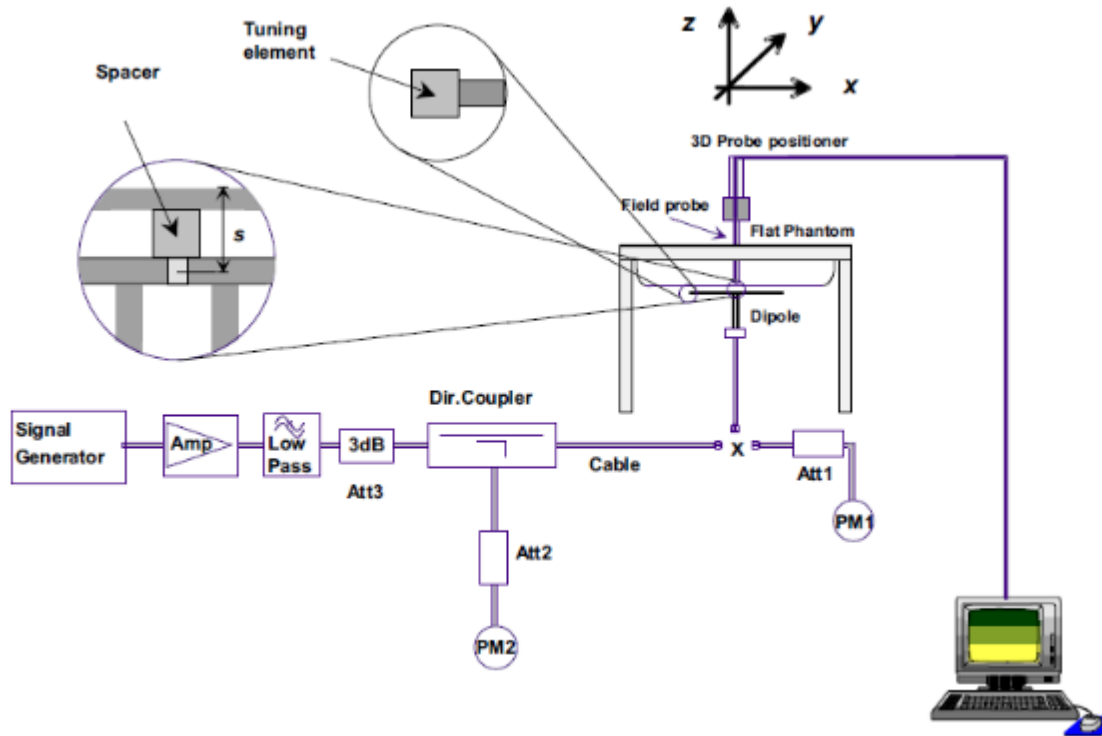 Tuning
element
Spacer
s
z
y
x
3D Probe positioner
Field probe
Flat Phantom
Dipole
Dir.Coupler
Signal
Generator
Amp
Low
Pass
3dB
Att3
Cable
X
Att1
PM1
Att2
PM2